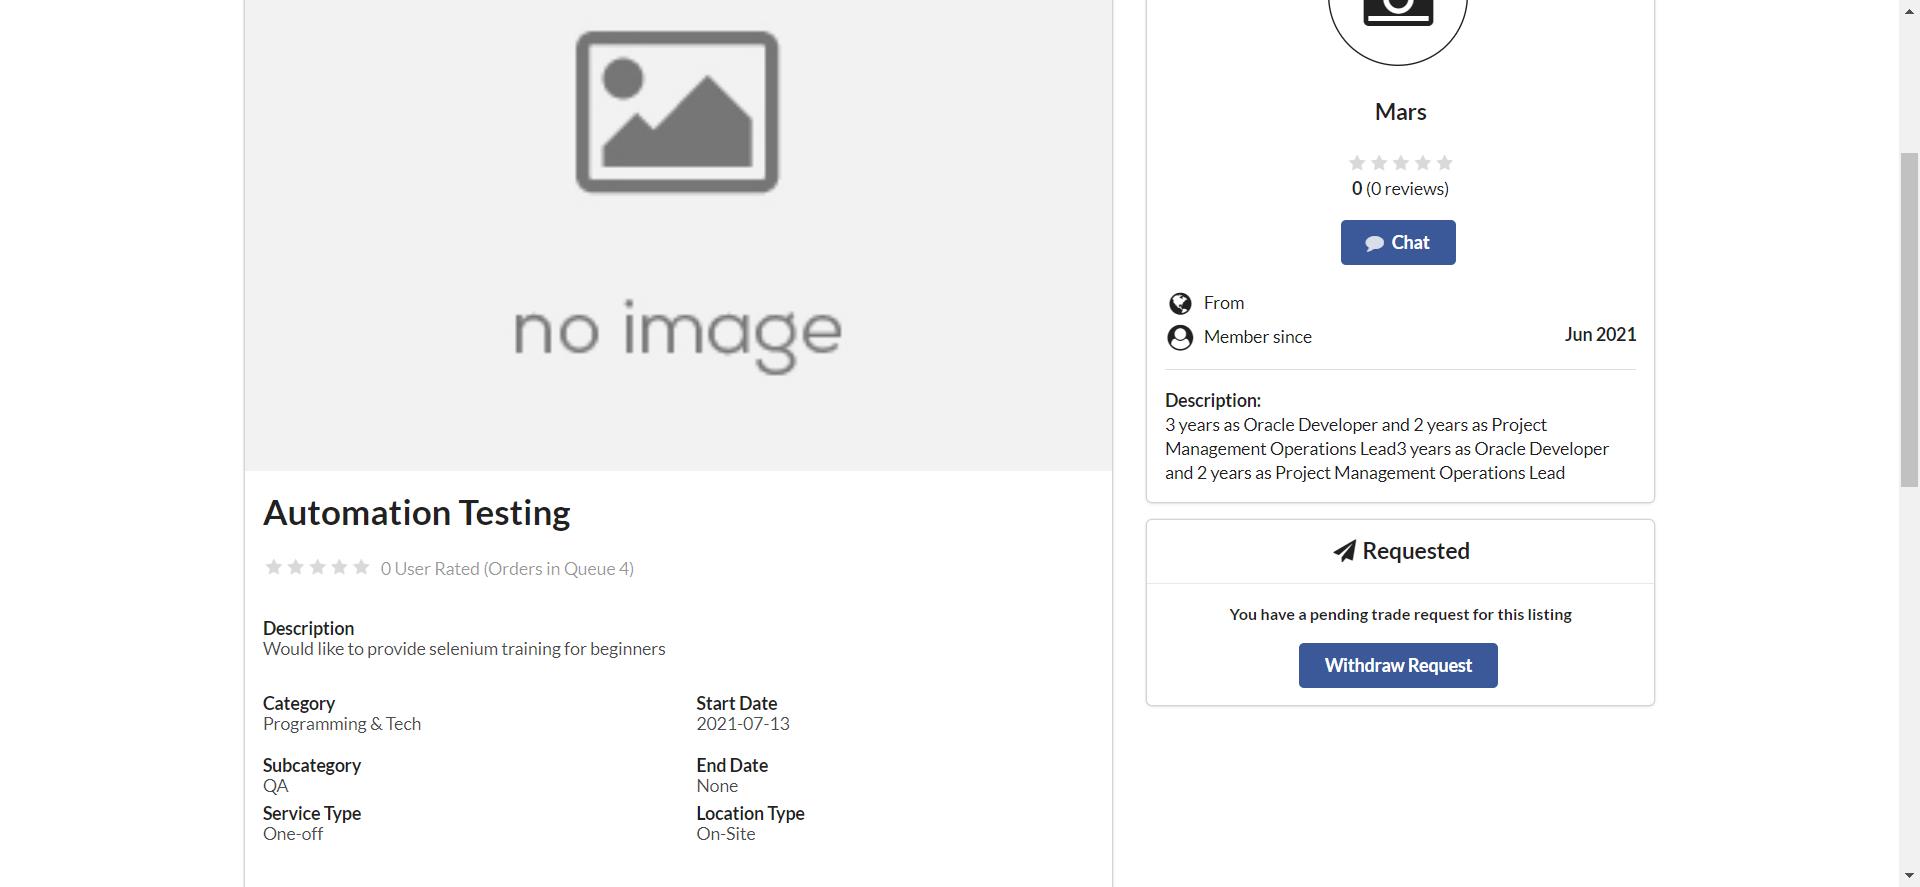 no image
Automation Testing
0 User Rated (Orders in Queue 4)
Description
Would like to provide selenium training for beginners
Category
Programming & Tech
Start Date
2021-07-13
Subcategory
QA
End Date
None
Service Type
One-off
Location Type
On-Site
Mars
0 (0 reviews)
Chat
From
Member since Jun 2021
Description:
3 years as Oracle Developer and 2 years as Project
Management Operations Lead3 years as Oracle Developer
and 2 years as Project Management Operations Lead
Requested
You have a pending trade request for this listing
Withdraw Request